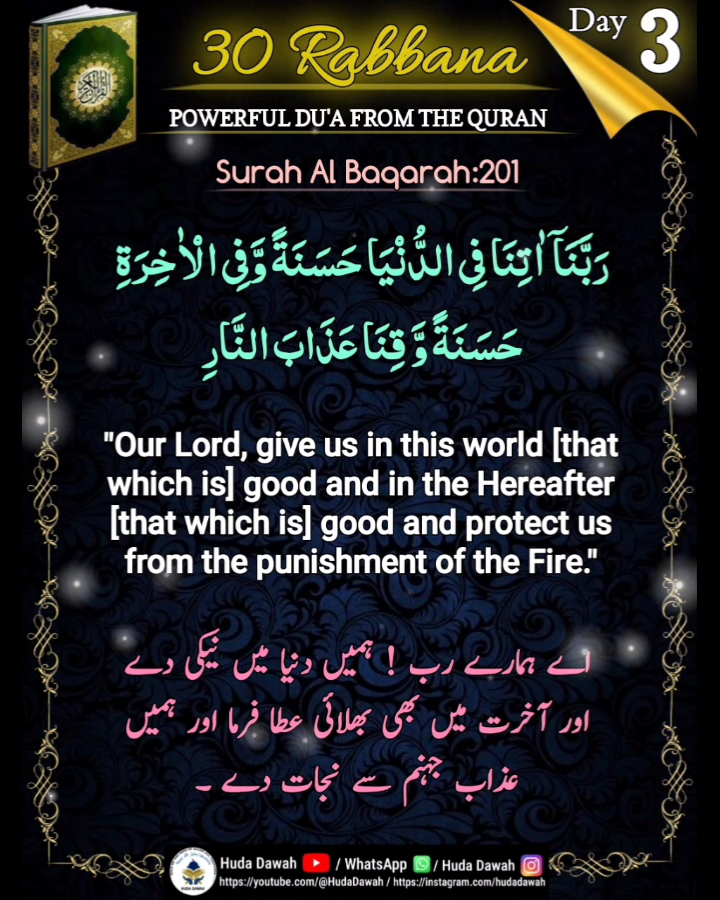 30 Rabbana
Day 3
POWERFUL DU'A FROM THE QURAN
Surah Al Baqarah:201
رَبَّنَآ اٰتِنَا فِى الدُّنْيَا حَسَنَةً وَّفِى الْاٰخِرَةِ
حَسَنَةً وَّقِنَا عَذَابَ النَّارِ
"Our Lord, give us in this world [that
which is] good and in the Hereafter
[that which is] good and protect us
from the punishment of the Fire."
اے ہمارے رب ! ہمیں دنیا میں نیکی دے
اور آخرت میں بھی بھلائی عطا فرما اور ہمیں
عذاب جہنم سے نجات دے ۔
Huda Dawah / WhatsApp / Huda Dawah
https://youtube.com/@HudaDawah / https://instagram.com/hudadawah